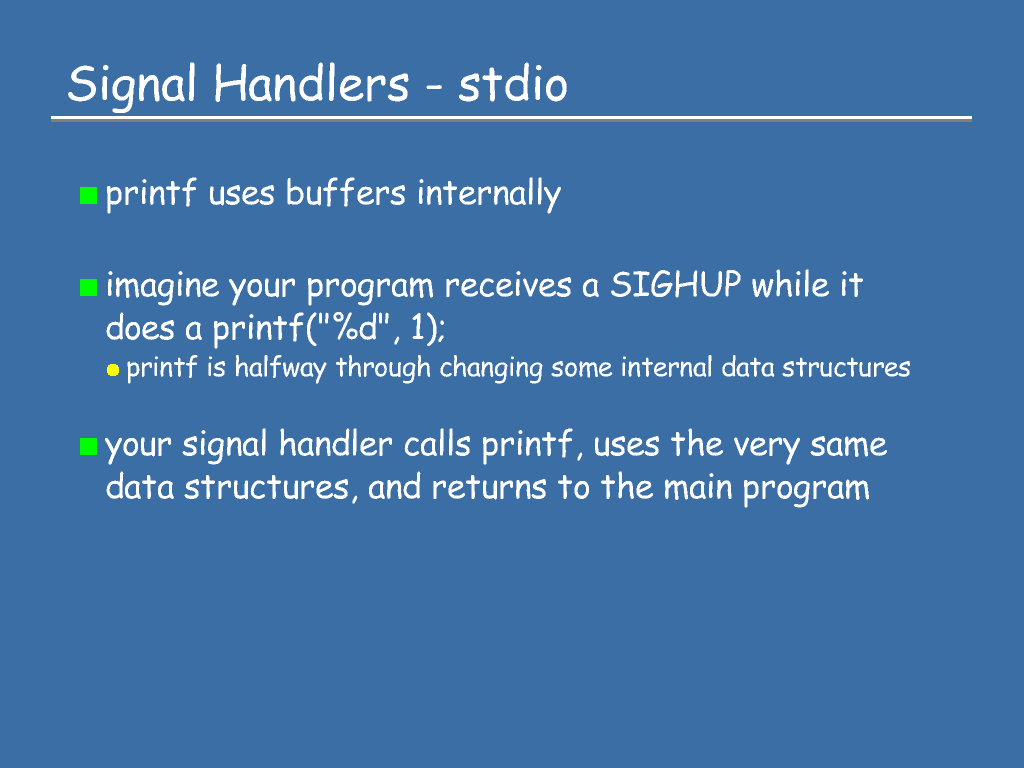 Signal Handlers - stdio
printf uses buffers internally
imagine your program receives a SIGHUP while it
does a printf("%d", 1);
printf is halfway through changing some internal data structures
your signal handler calls printf, uses the very same
data structures, and returns to the main program